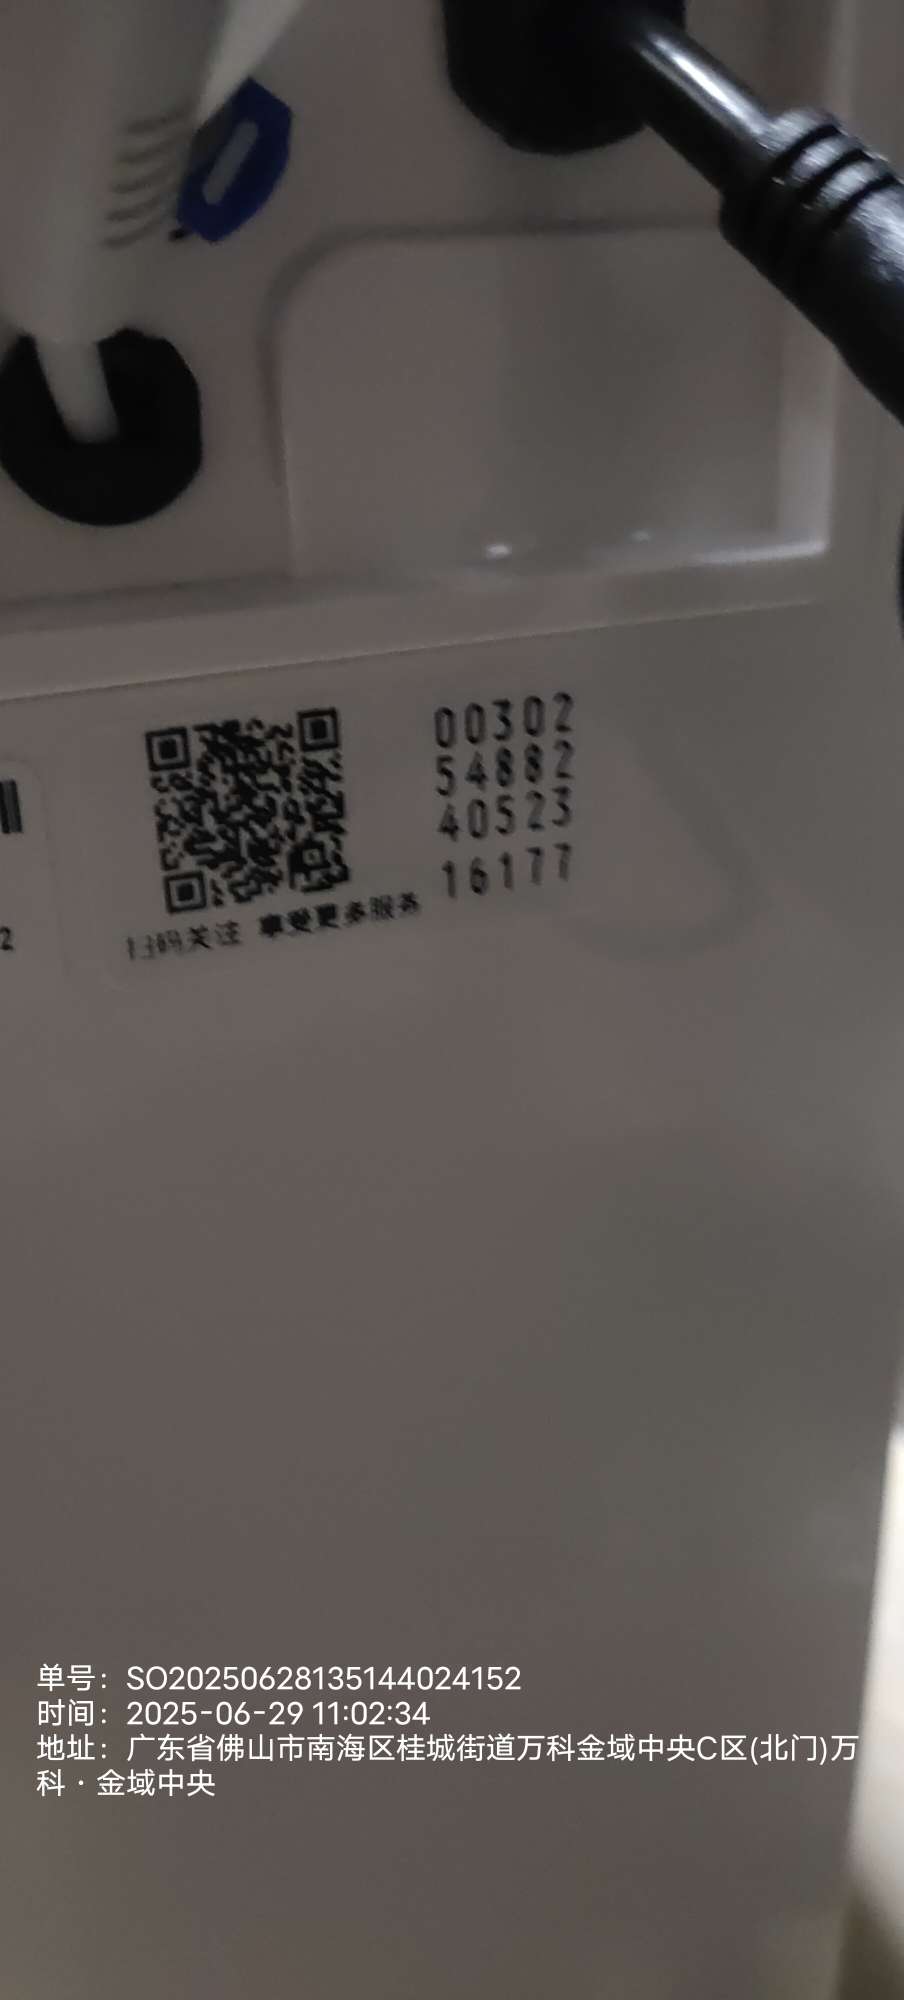 00302
54882
40523
16177
扫码关注 享受更多服务
2
单号：SO20250628135144024152
时间：2025-06-29 11:02:34
地址：广东省佛山市南海区桂城街道万科金域中央C区(北门)万
科·金域中央